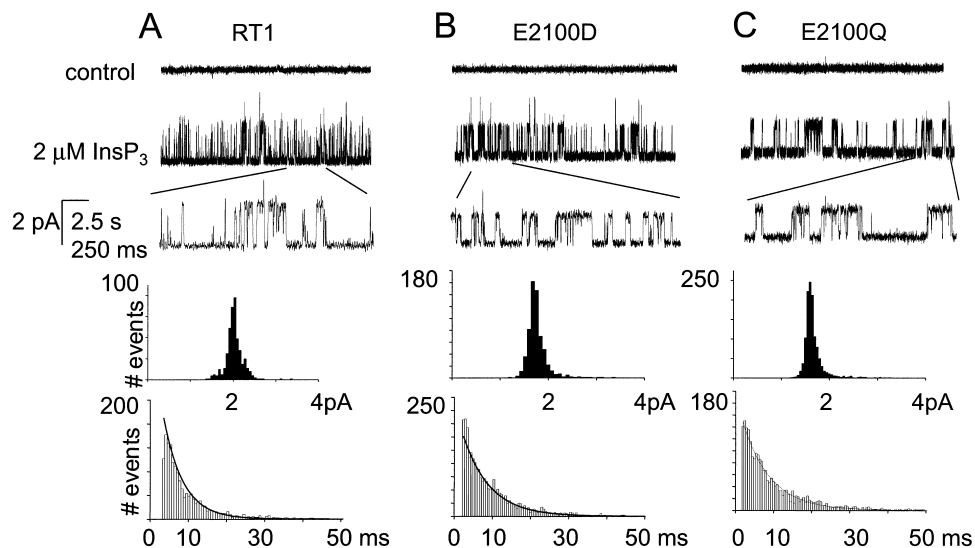 A RT1 B E2100D C E2100Q
control
2 μM InsP3
2 pA 2.5 s
250 ms
100 180 250
# events # events
2 4pA 2 4pA 2 4pA
200 250 180
# events
0 10 30 50 ms 0 10 30 50 ms 0 10 30 50 ms